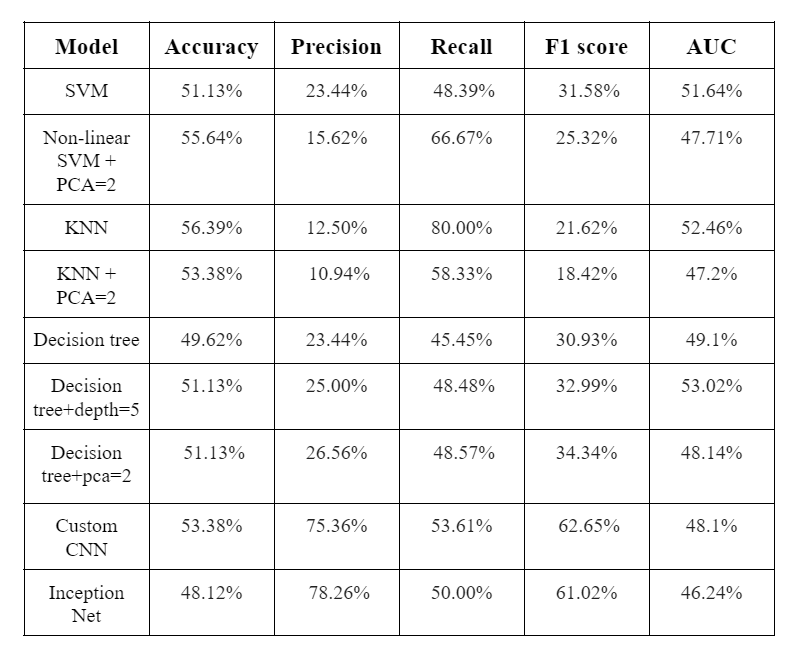 Model Accuracy Precision Recall F1 score AUC
SVM 51.13% 23.44% 48.39% 31.58% 51.64%
Non-linear 55.64% 15.62% 66.67% 25.32% 47.71%
SVM +
PCA=2
KNN 56.39% 12.50% 80.00% 21.62% 52.46%
KNN + 53.38% 10.94% 58.33% 18.42% 47.2%
PCA=2
Decision tree 49.62% 23.44% 45.45% 30.93% 49.1%
Decision 51.13% 25.00% 48.48% 32.99% 53.02%
tree+depth=5
Decision 51.13% 26.56% 48.57% 34.34% 48.14%
tree+pca=2
Custom 53.38% 75.36% 53.61% 62.65% 48.1%
CNN
Inception 48.12% 78.26% 50.00% 61.02% 46.24%
Net